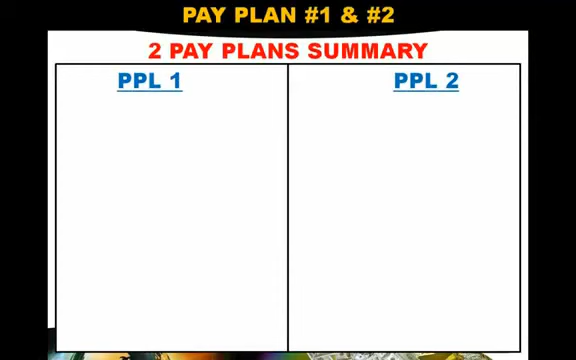 PAY PLAN #1 & #2
2 PAY PLANS SUMMARY
PPL 1
PPL 2